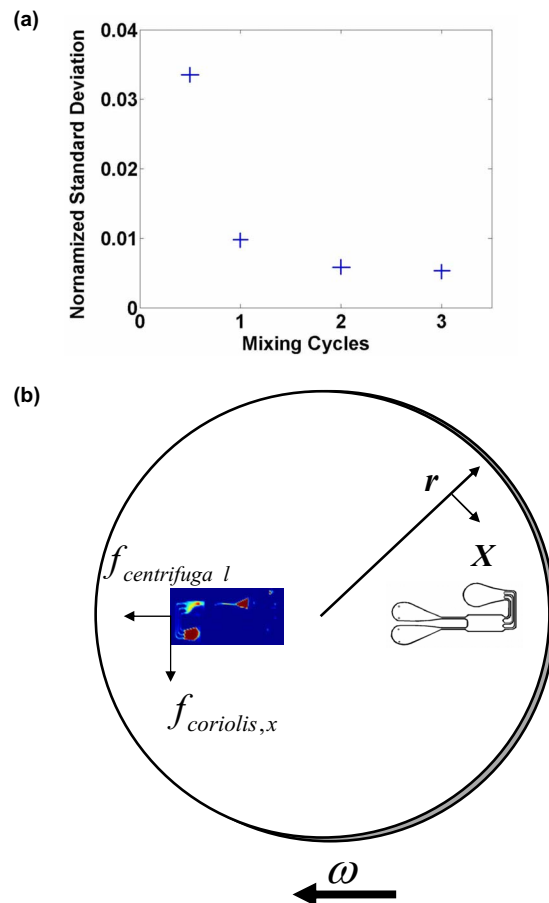 (a)
Nornamized Standard Deviation
0.04
0.03
0.02
0.01
0
0 1 2 3
Mixing Cycles
(b)
r
X
f centrifuga l
f coriolis,x
ω